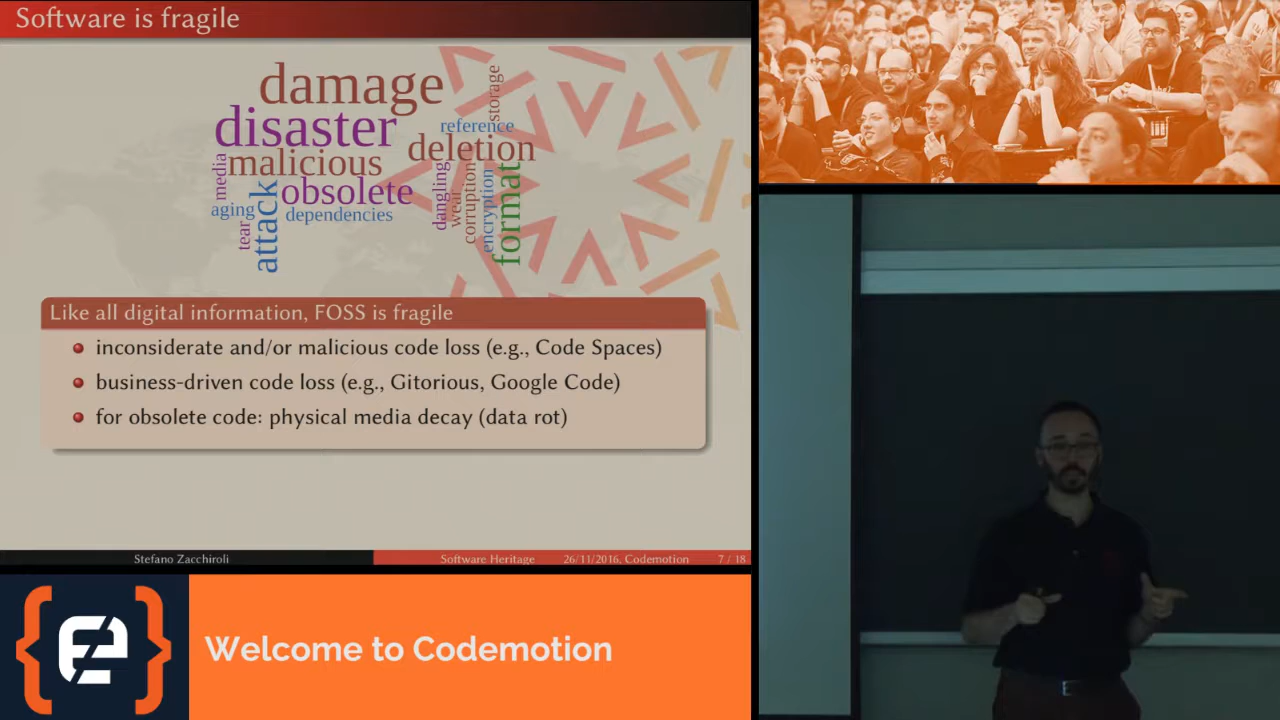 Software is fragile
damage
storage
disaster
reference
deletion
malicious
media
obsolete
attack
format
dangling
wear
corruption
encryption
aging
dependencies
tear
Like all digital information, FOSS is fragile
inconsiderate and/or malicious code loss (e.g., Code Spaces)
business-driven code loss (e.g., Gitorious, Google Code)
for obsolete code: physical media decay (data rot)
Stefano Zacchiroli
Software Heritage
26/11/2016, Codemotion
7 / 18
Welcome to Codemotion